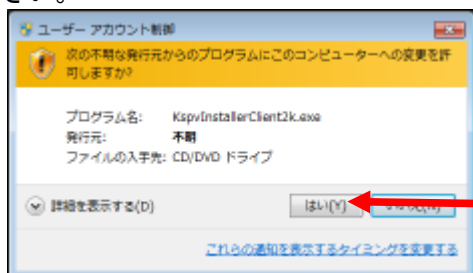 さい。
ユーザー アカウント制御
次の不明な発行元からのプログラムにこのコンピューターへの変更を許
可しますか?
プログラム名: KspvInstallerClient2k.exe
発行元: 不明
ファイルの入手先: CD/DVD ドライブ
詳細を表示する(D)
はい(Y)
これらの通知を表示するタイミングを変更する